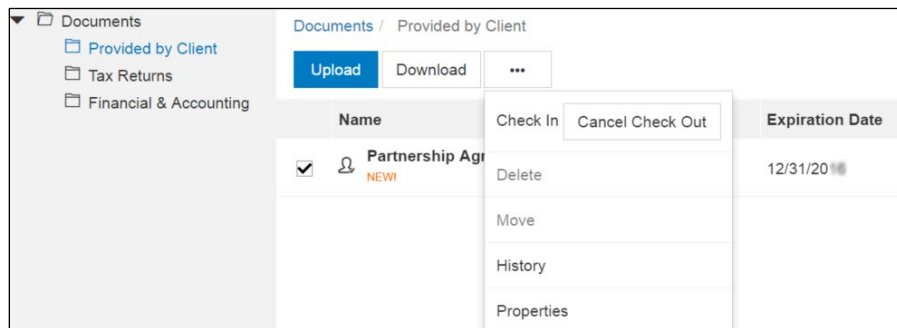 Documents
Provided by Client
Tax Returns
Financial & Accounting
Documents / Provided by Client
Upload Download •••
Name Expiration Date
Check In Cancel Check Out
Partnership Agr
NEW!
12/31/20
Delete
Move
History
Properties